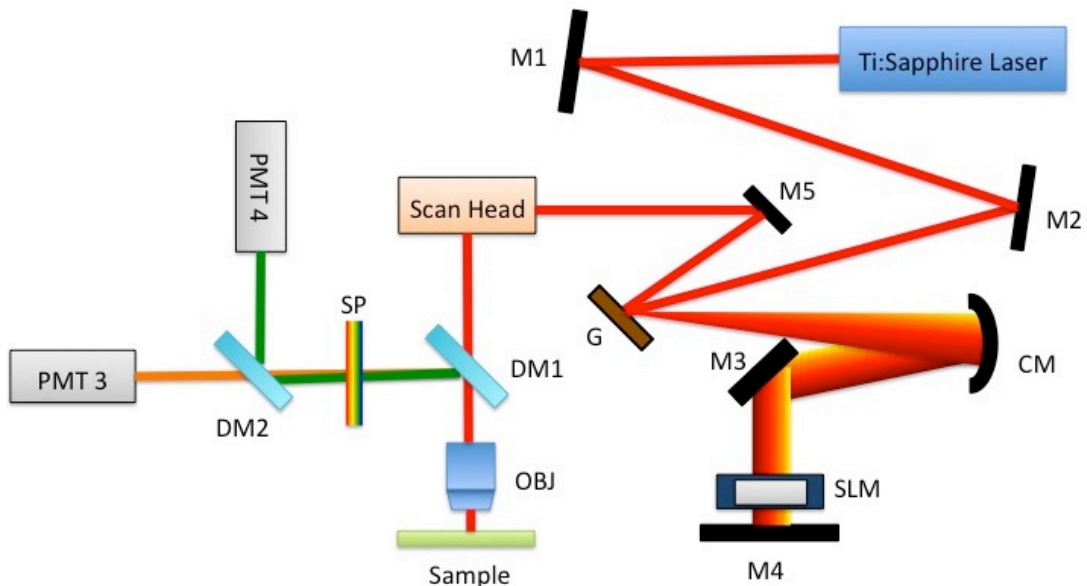 Ti:Sapphire Laser
M1
PMT 4
M5
Scan Head
M2
SP
G
M3
CM
DM1
PMT 3
DM2
OBJ
SLM
Sample
M4